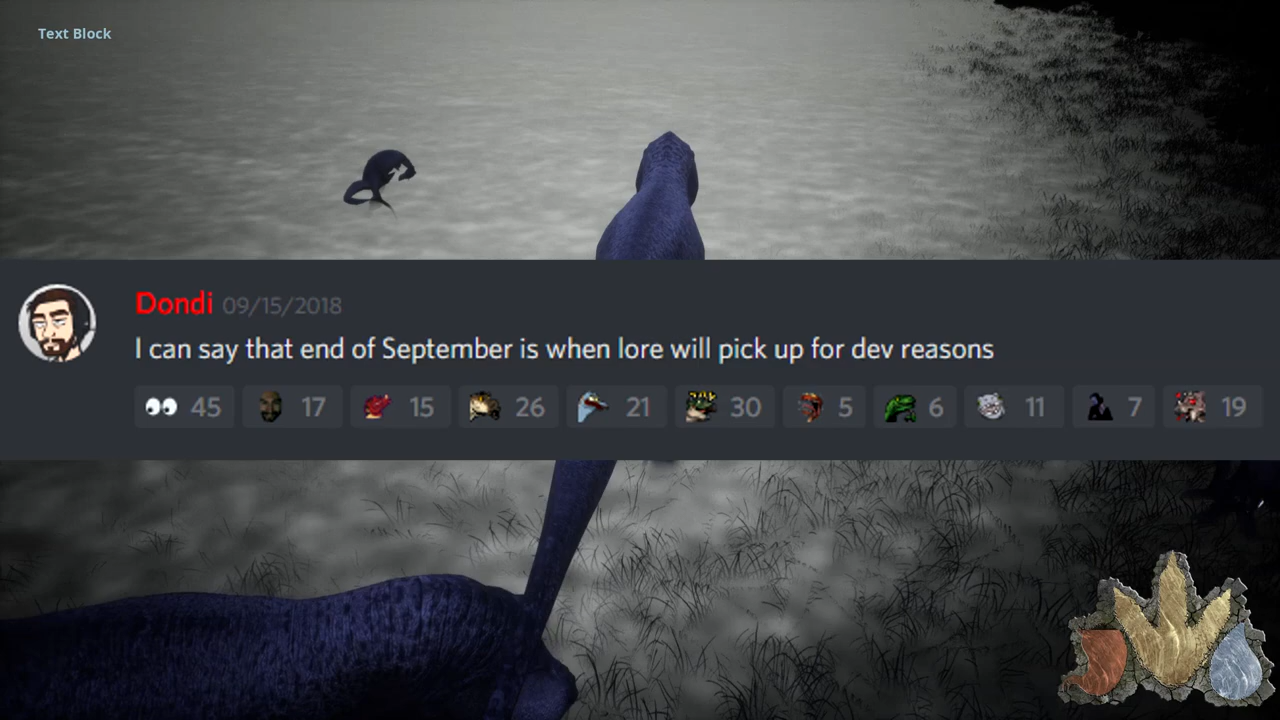 Text Block
Dondi 09/15/2018
I can say that end of September is when lore will pick up for dev reasons
45 17 15 26 21 30 5 6 11 7 19